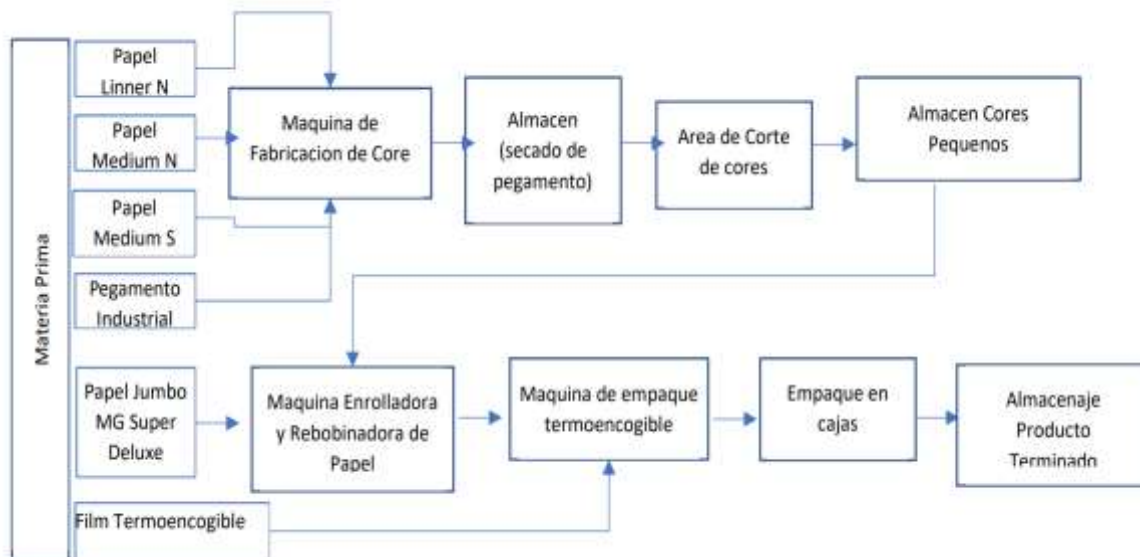 Materia Prima
Papel
Linner N
Papel
Medium N
Papel
Medium S
Pegamento
Industrial
Papel Jumbo
MG Super
Deluxe
Film Termoencogible
Maquina de
Fabricacion de Core
Almacen
(secado de
pegamento)
Area de Corte
de cores
Almacen Cores
Pequenos
Maquina Enrolladora
y Rebobinadora de
Papel
Maquina de empaque
termoencogible
Empaque en
cajas
Almacenaje
Producto
Terminado